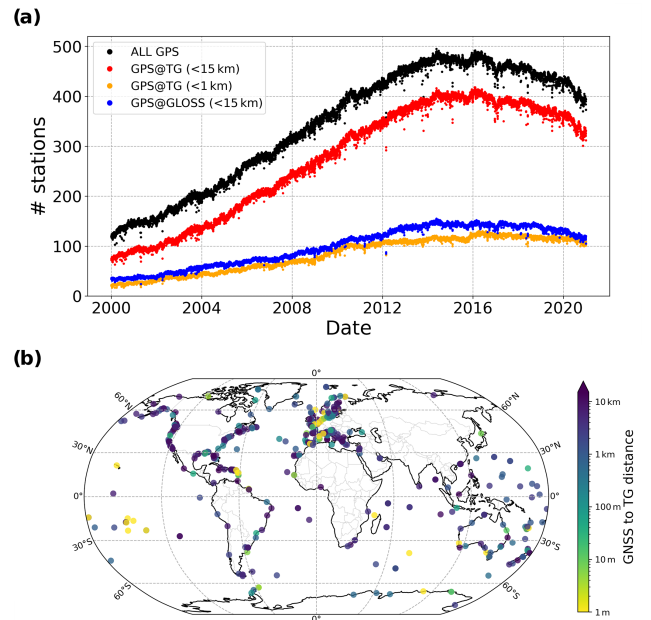 (a)
500
400
300
200
100
0
# stations
ALL GPS
GPS@TG (<15 km)
GPS@TG (<1 km)
GPS@GLOSS (<15 km)
2000 2004 2008 2012 2016 2020
Date
(b)
0°
60°N 60°N
30°N 30°N
0° 0°
30°S 30°S
60°S 60°S
0°
10 km
1 km
100 m
10 m
1 m
GNSS to TG distance